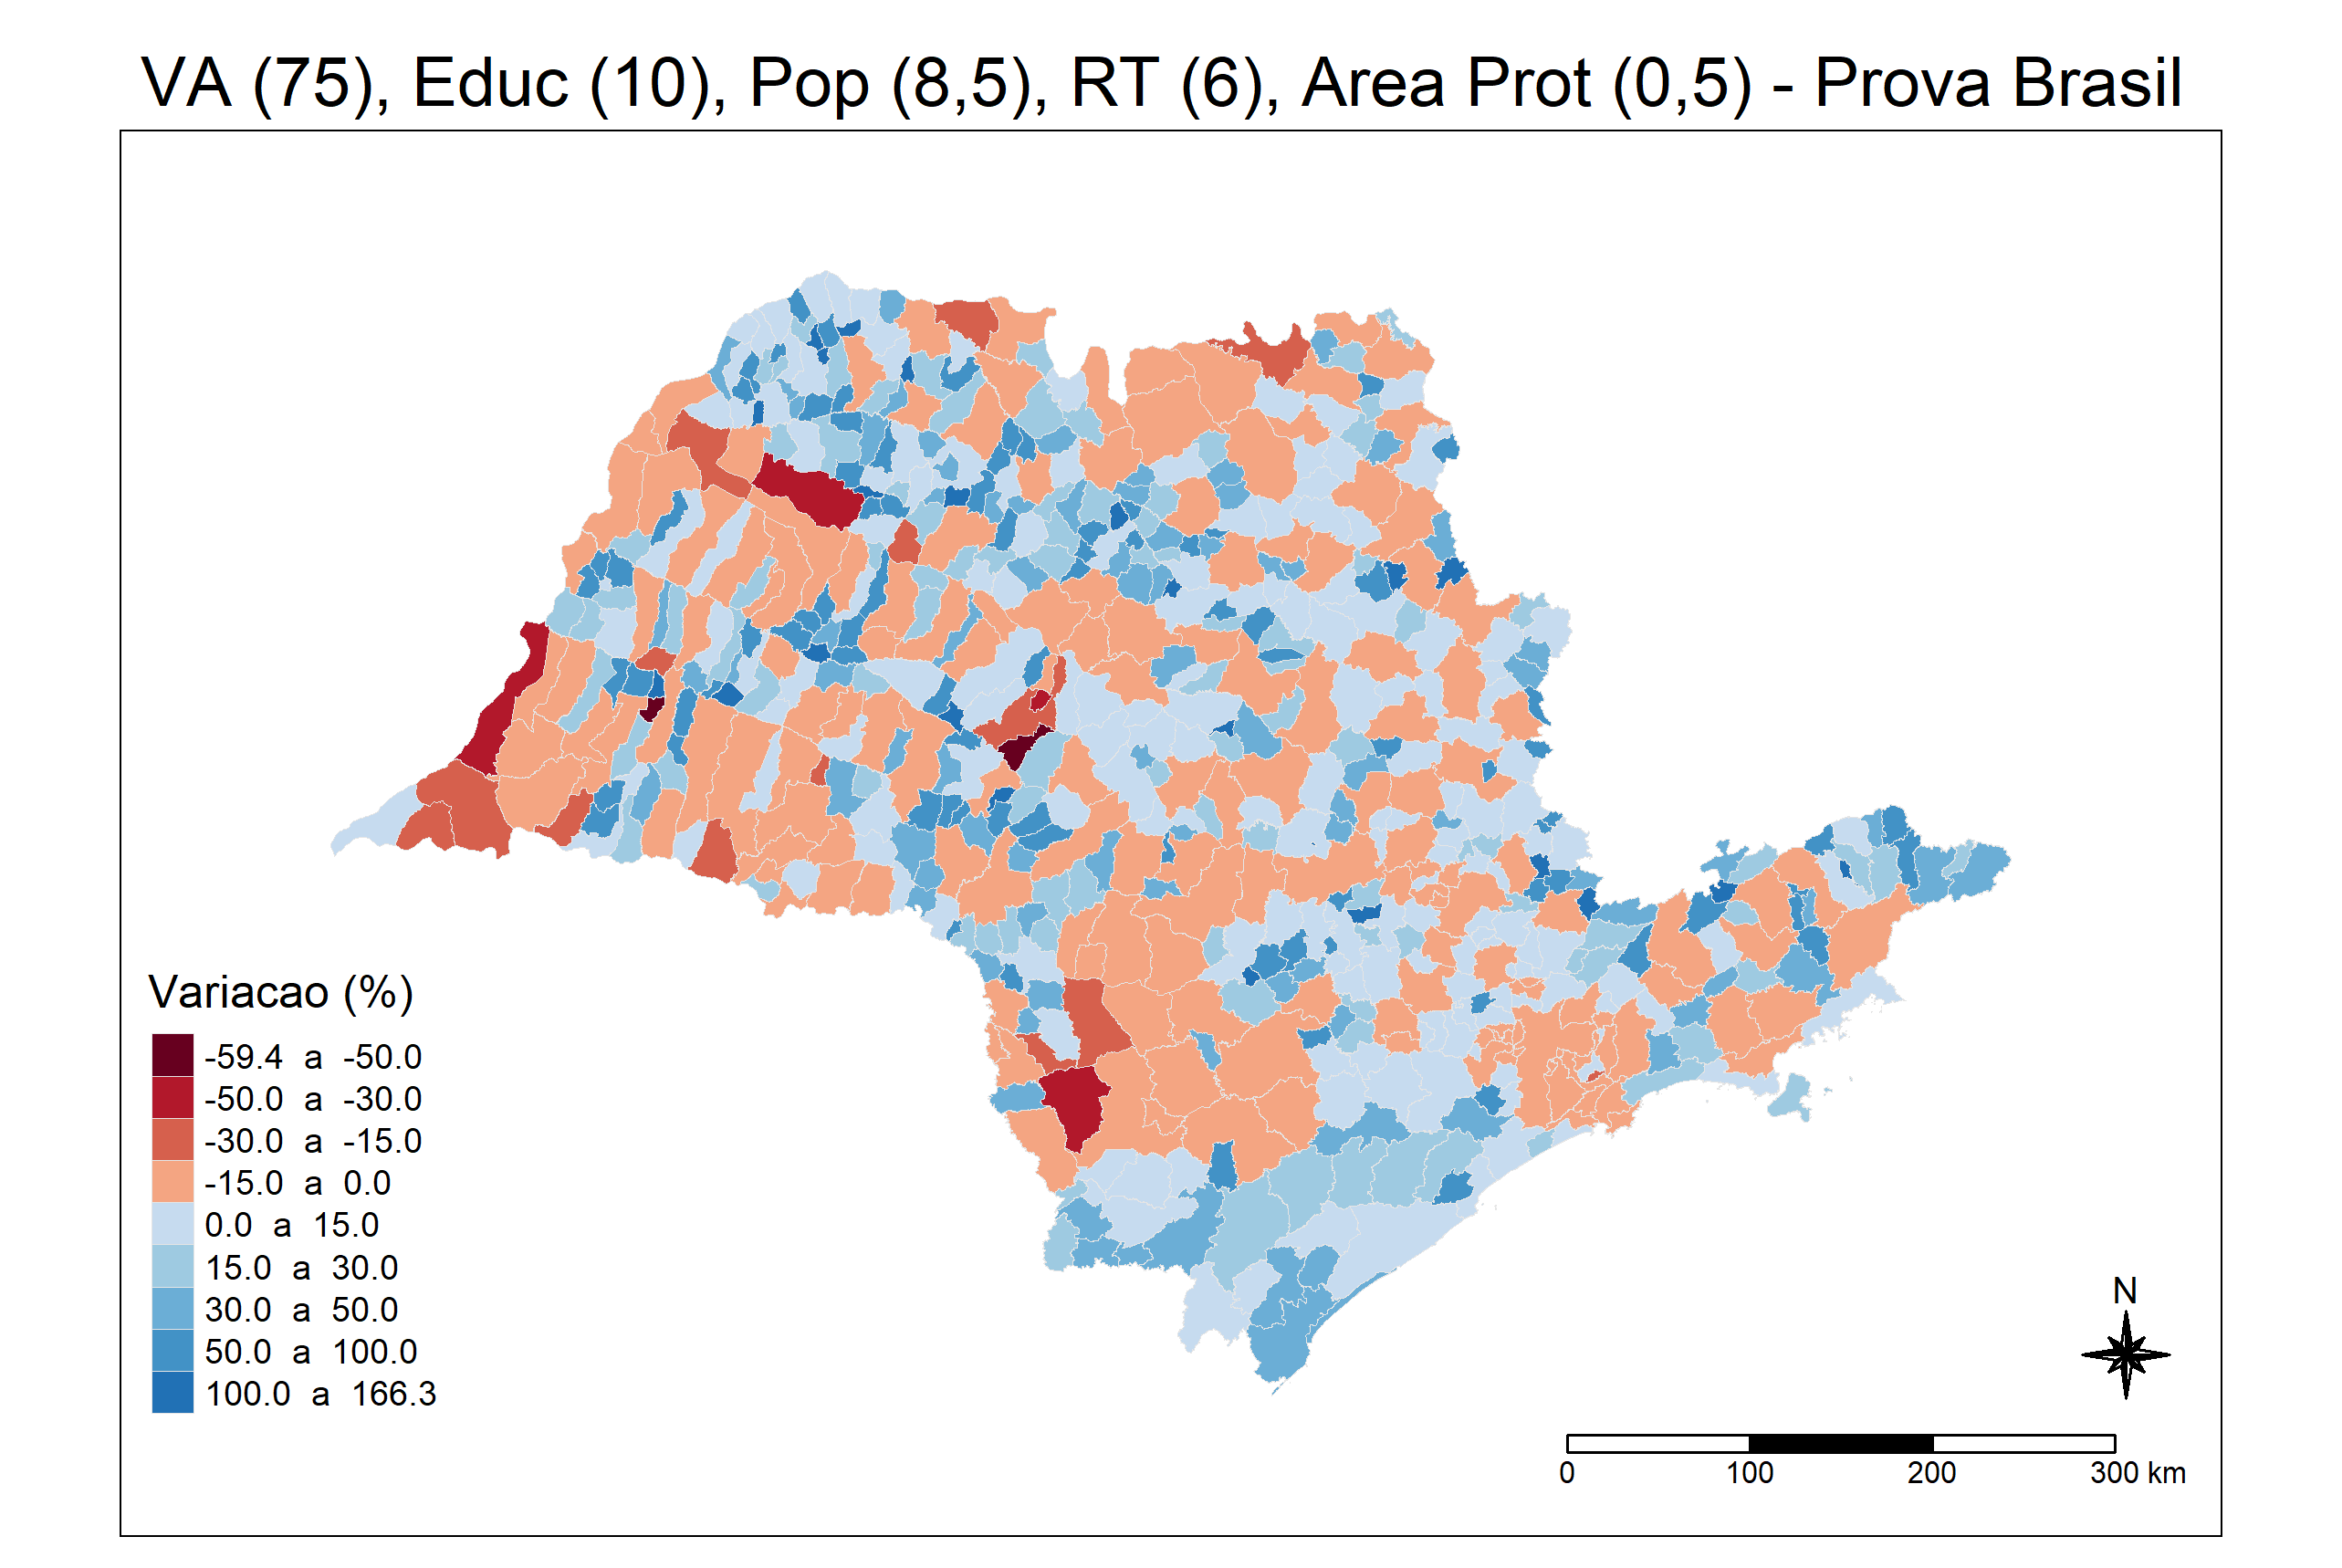 VA (75), Educ (10), Pop (8,5), RT (6), Area Prot (0,5) - Prova Brasil
Variacao (%)
-59.4 a -50.0
-50.0 a -30.0
-30.0 a -15.0
-15.0 a 0.0
0.0 a 15.0
15.0 a 30.0
30.0 a 50.0
50.0 a 100.0
100.0 a 166.3
N
0 100 200 300 km